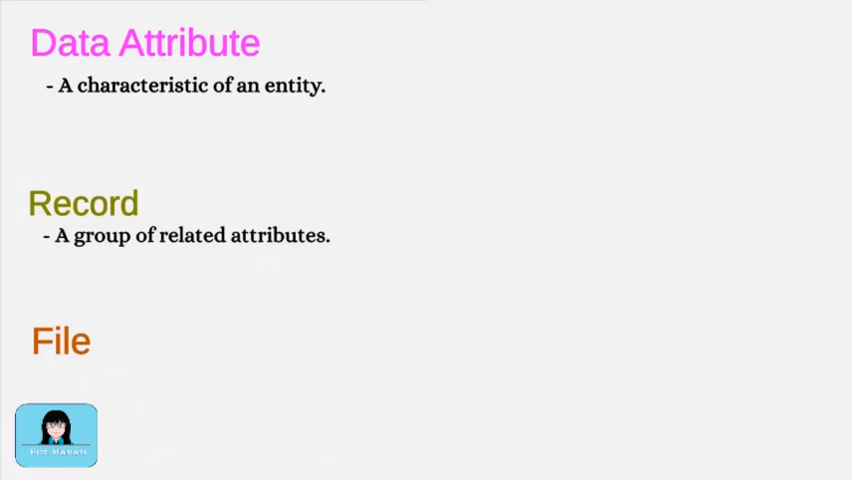 Data Attribute
- A characteristic of an entity.
Record
- A group of related attributes.
File